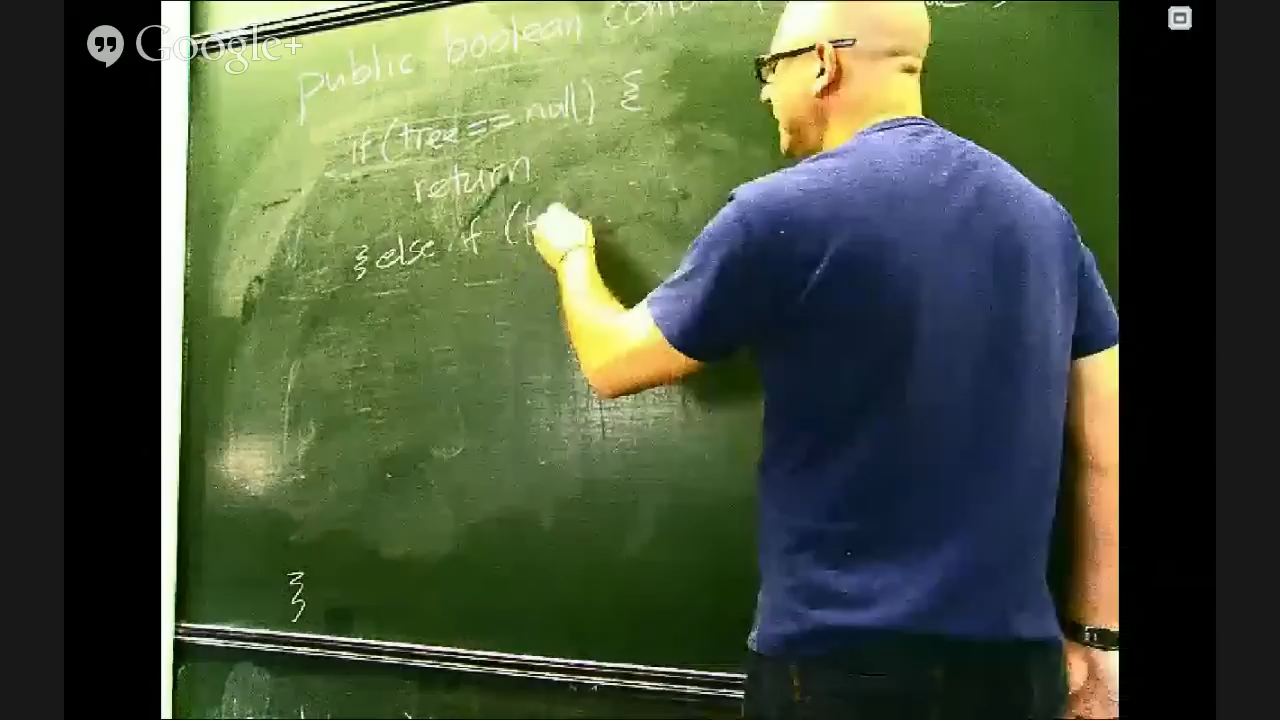 Google+
public boolean
if (tree == null) {
return
} else if (t
}